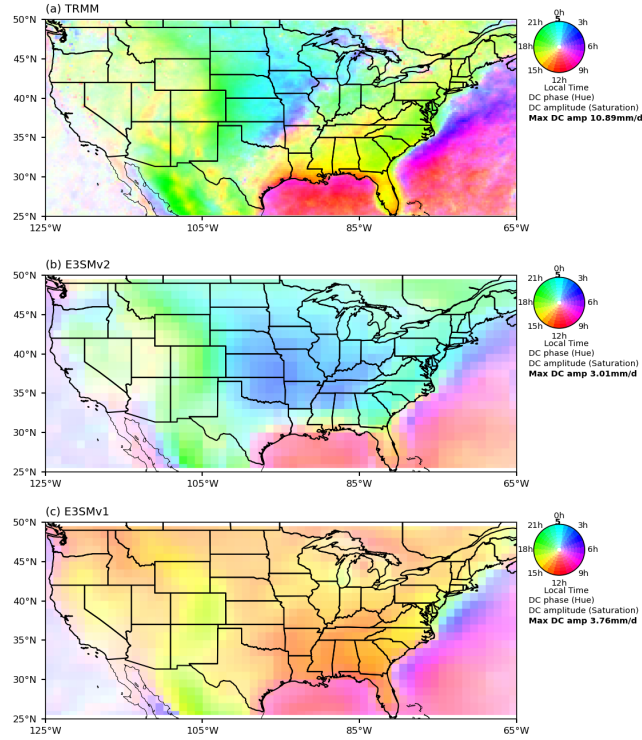 (a) TRMM
50°N
45°N
40°N
35°N
30°N
25°N
125°W
105°W
85°W
65°W
0h
5
21h
3h
18h
6h
15h
9h
12h
Local Time
DC phase (Hue)
DC amplitude (Saturation)
Max DC amp 10.89mm/d
(b) E3SMv2
50°N
45°N
40°N
35°N
30°N
25°N
125°W
105°W
85°W
65°W
0h
5
21h
3h
18h
6h
15h
9h
12h
Local Time
DC phase (Hue)
DC amplitude (Saturation)
Max DC amp 3.01mm/d
(c) E3SMv1
50°N
45°N
40°N
35°N
30°N
25°N
125°W
105°W
85°W
65°W
0h
5
21h
3h
18h
6h
15h
9h
12h
Local Time
DC phase (Hue)
DC amplitude (Saturation)
Max DC amp 3.76mm/d